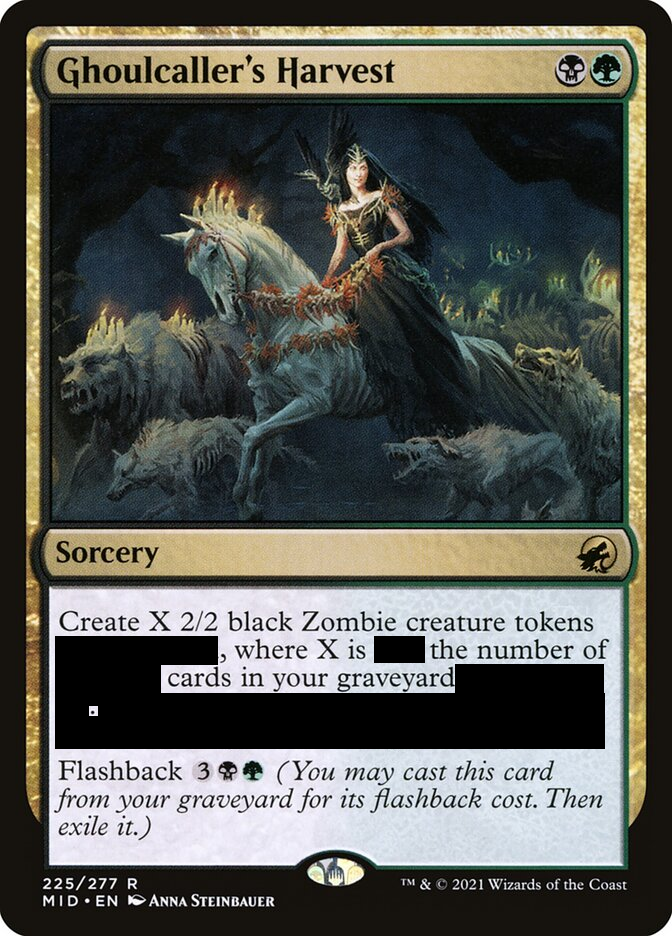 Ghoulcaller's Harvest
Sorcery
Create X 2/2 black Zombie creature tokens
, where X is the number of
cards in your graveyard
.
Flashback 3 (You may cast this card
from your graveyard for its flashback cost. Then
exile it.)
225/277 R
MID • EN Anna Steinbauer
™ & © 2021 Wizards of the Coast